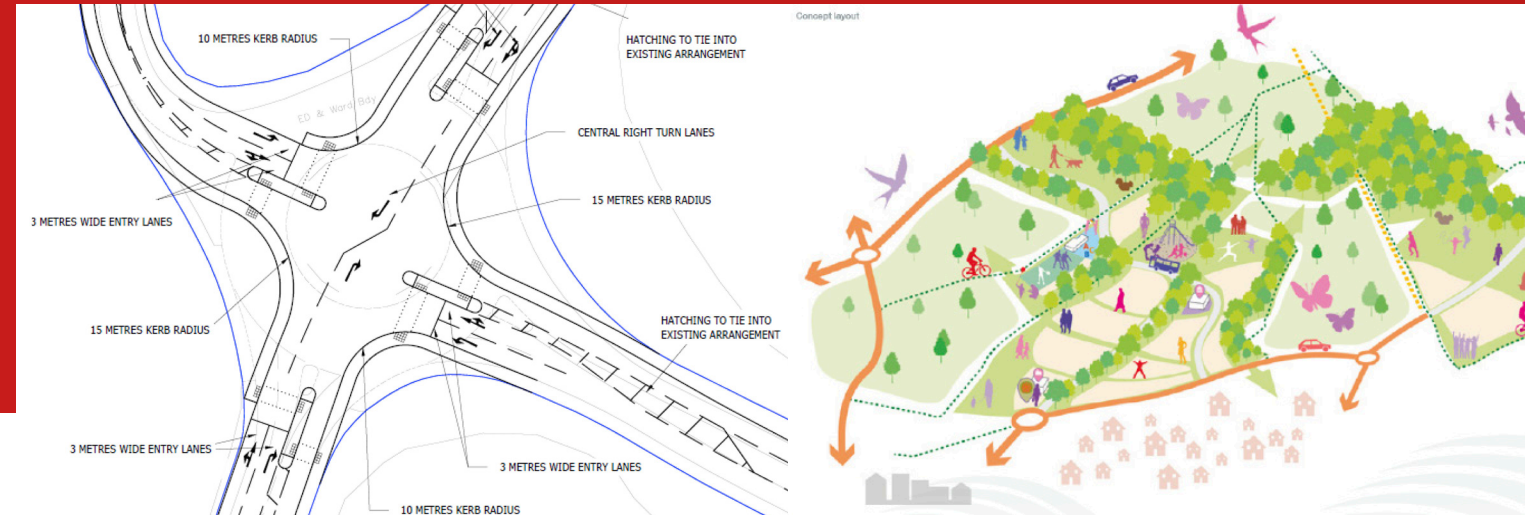 10 METRES KERB RADIUS
HATCHING TO TIE INTO
EXISTING ARRANGEMENT
ED & Ward Bdy
CENTRAL RIGHT TURN LANES
15 METRES KERB RADIUS
3 METRES WIDE ENTRY LANES
15 METRES KERB RADIUS
HATCHING TO TIE INTO
EXISTING ARRANGEMENT
3 METRES WIDE ENTRY LANES
3 METRES WIDE ENTRY LANES
10 METRES KERB RADIUS
Concept layout